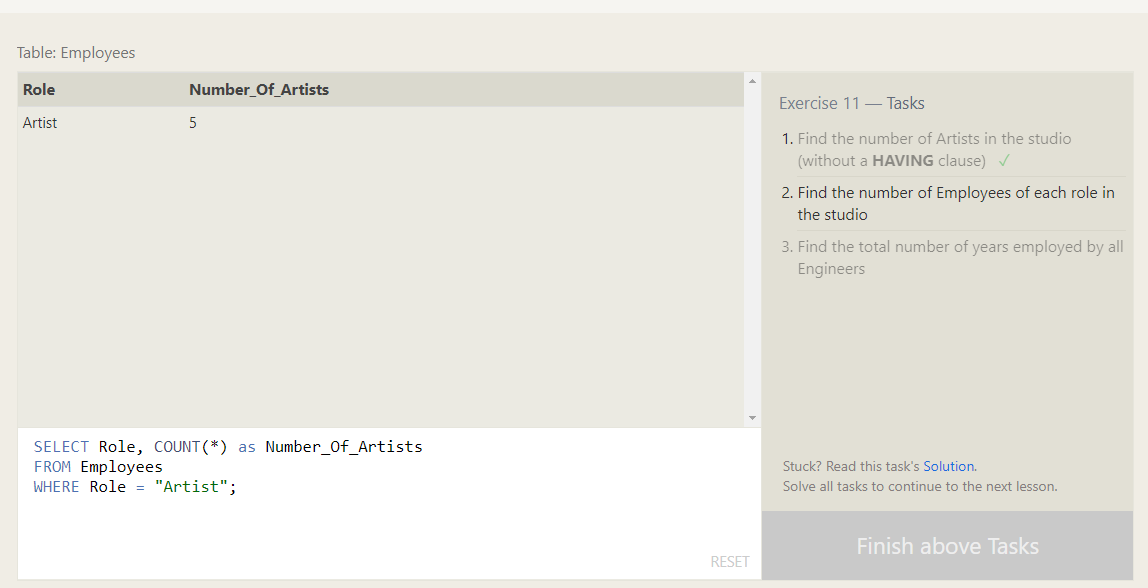 Table: Employees
Role Number_Of_Artists
Artist 5
Exercise 11 — Tasks
1. Find the number of Artists in the studio
(without a HAVING clause) ✓
2. Find the number of Employees of each role in
the studio
3. Find the total number of years employed by all
Engineers
SELECT Role, COUNT(*) as Number_Of_Artists
FROM Employees
WHERE Role = "Artist";
RESET
Stuck? Read this task's Solution.
Solve all tasks to continue to the next lesson.
Finish above Tasks